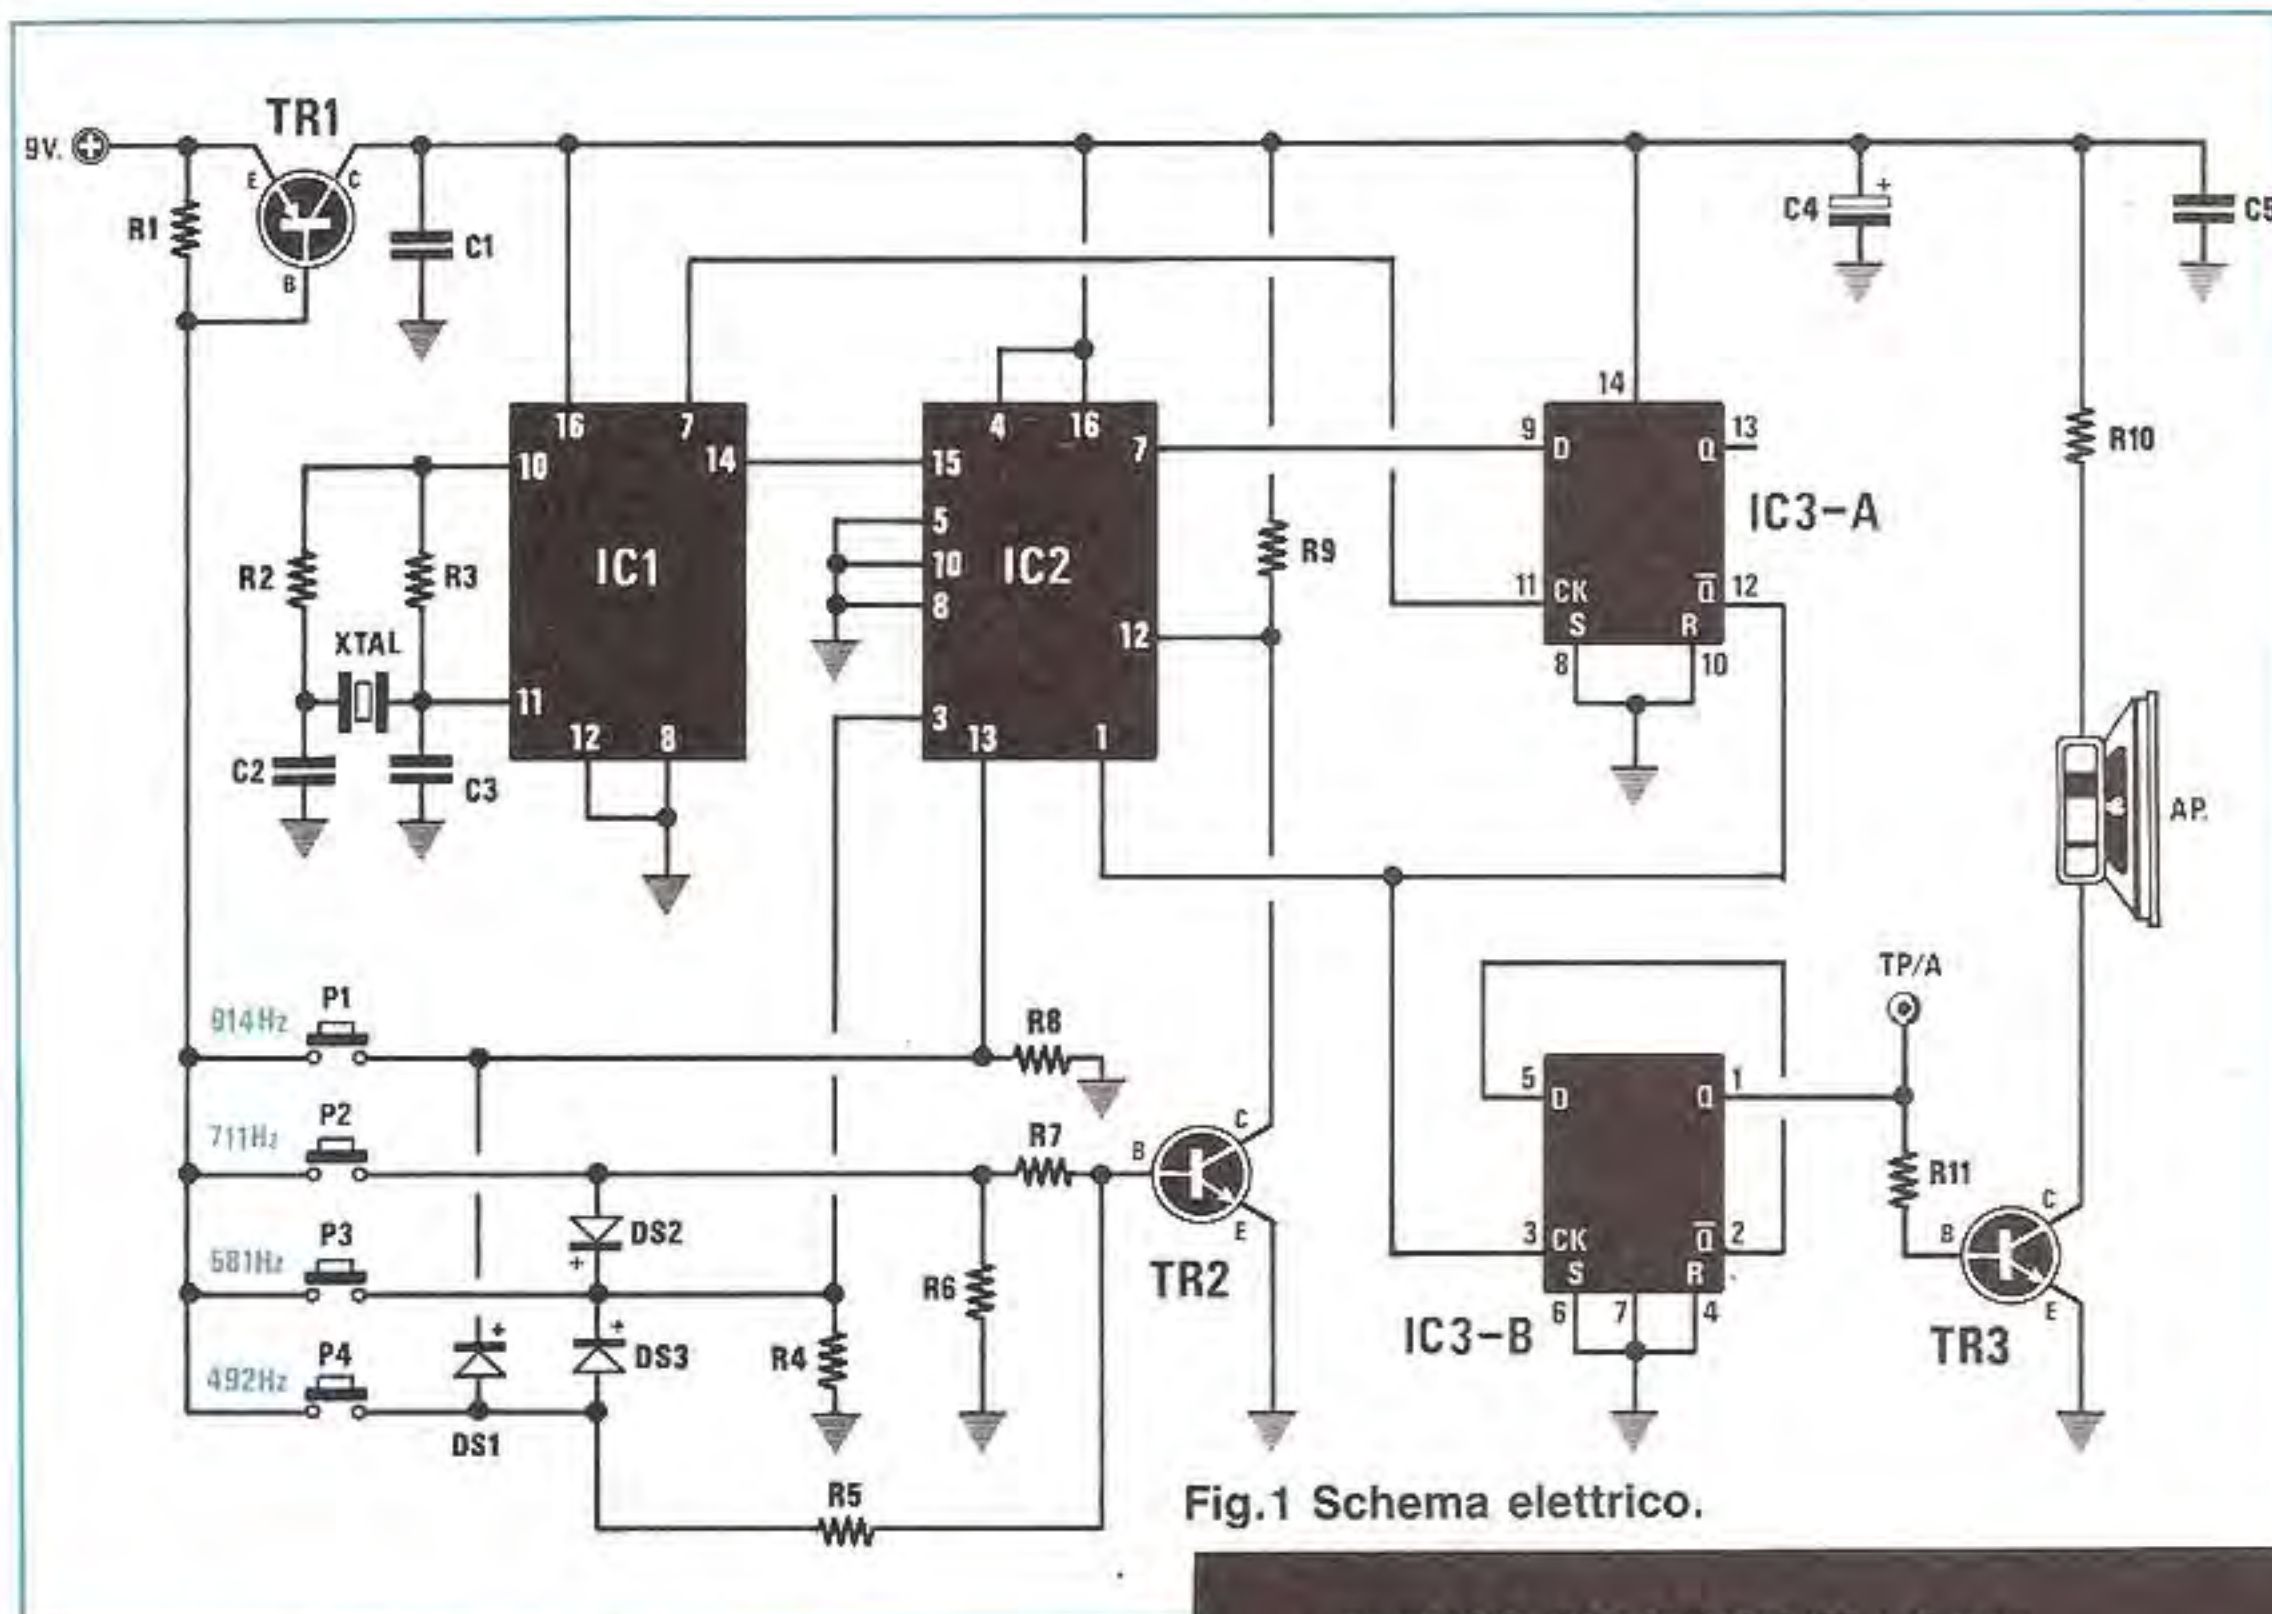 TR1
9V.
E
C
B
R1
C1
C4
+
C5
14
16
7
10
14
4
16
15
7
9
D
Q
13
R10
5
10
8
IC1
IC2
R9
IC3-A
11
CK
Q
12
S
R
8
10
R2
R3
XTAL
11
12
8
3
13
1
12
C2
C3
AP.
914Hz
P1
R8
TP/A
711Hz
P2
R7
B
C
E
TR2
5
D
Q
1
R11
681Hz
P3
DS2
+
R6
3
CK
Q
2
S
R
6
7
4
IC3-B
B
C
E
TR3
492Hz
P4
+
+
DS3
R4
DS1
R5
Fig.1 Schema elettrico.